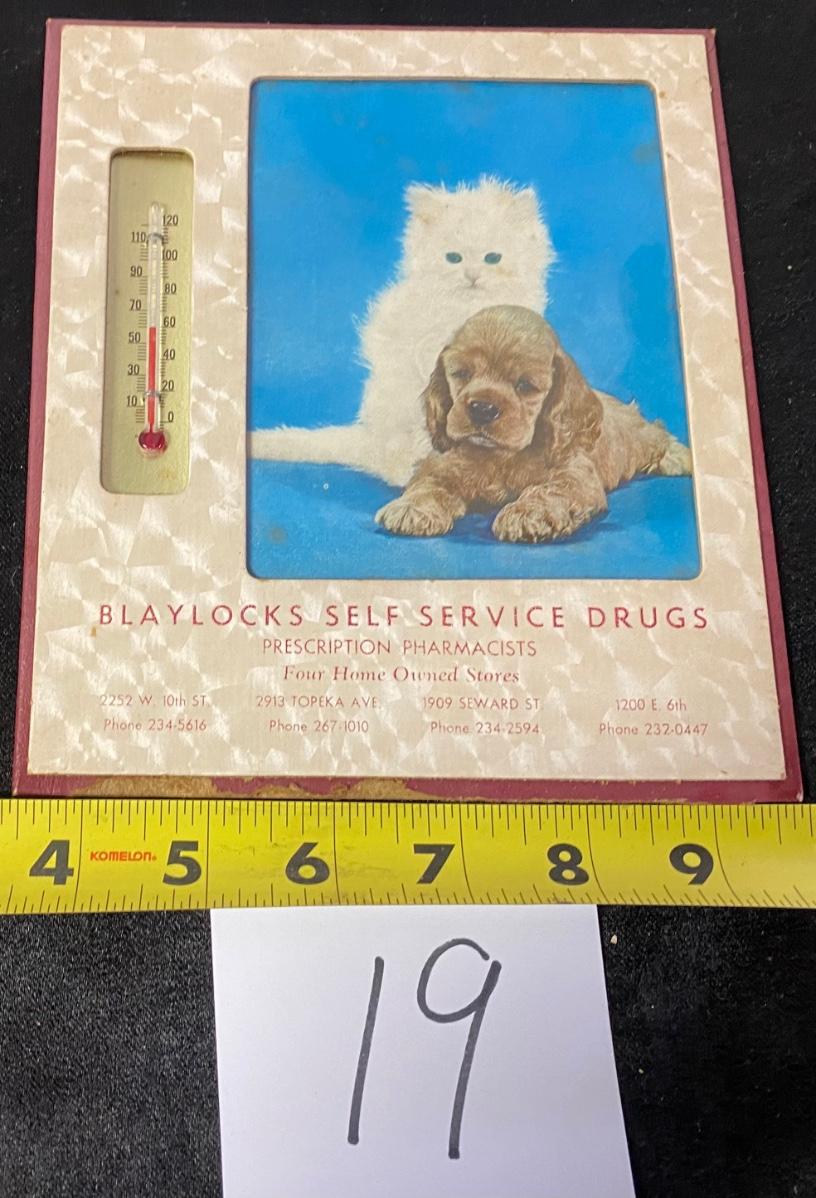 120
110
100
90
80
70
60
50
40
30
20
10
0
BLAYLOCKS SELF SERVICE DRUGS
PRESCRIPTION PHARMACISTS
Four Home Owned Stores
2252 W. 10th ST. 2913 TOPEKA AVE. 1909 SEWARD ST. 1200 E. 6th
Phone 234-5616 Phone 267-1010 Phone 234-2594 Phone 232-0447
4 KOMELON 5 6 7 8 9
19